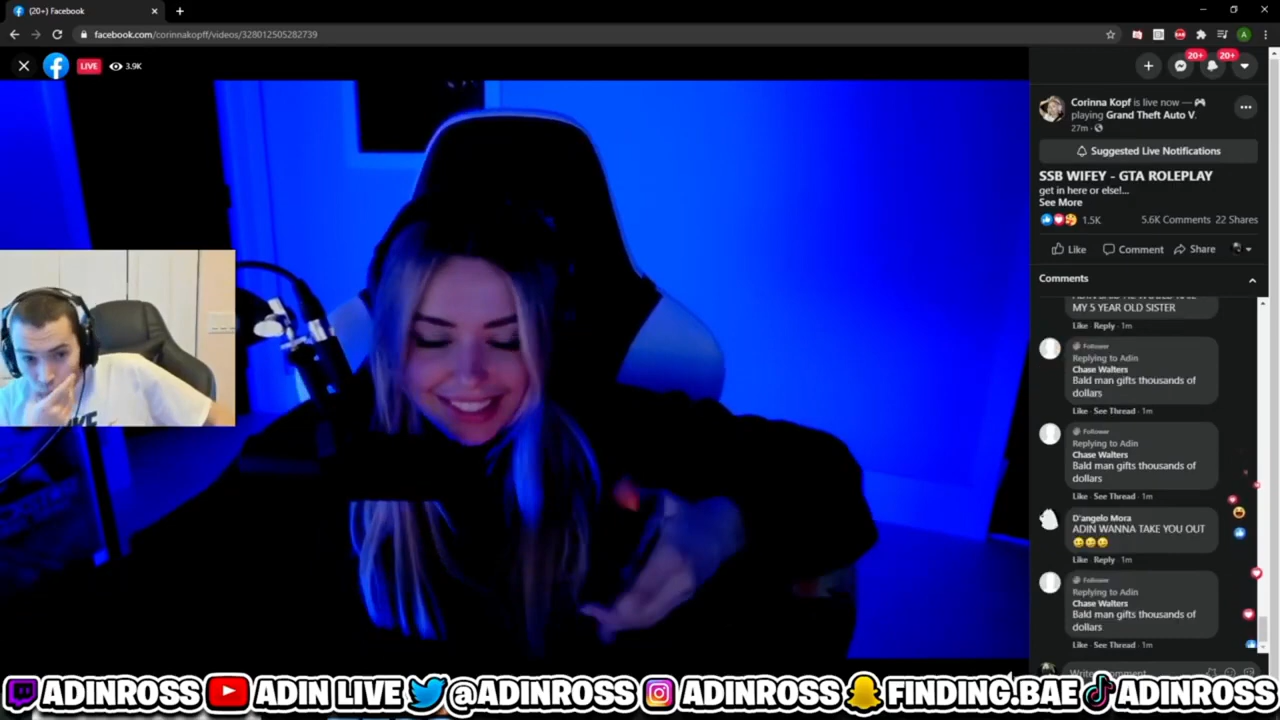 (20+) Facebook
facebook.com/corinnakopff/videos/328012505282739
LIVE
3.9K
20+
20+
Corinna Kopf is live now —
playing Grand Theft Auto V.
27m
Suggested Live Notifications
SSB WIFEY - GTA ROLEPLAY
get in here or else!...
See More
1.5K
5.6K Comments 22 Shares
Like
Comment
Share
Comments
MY 5 YEAR OLD SISTER
Like · Reply · 1m
Follower
Replying to Adin
Chase Walters
Bald man gifts thousands of
dollars
Like · See Thread · 1m
Follower
Replying to Adin
Chase Walters
Bald man gifts thousands of
dollars
Like · See Thread · 1m
D'angelo Mora
ADIN WANNA TAKE YOU OUT
Like · Reply · 1m
Follower
Replying to Adin
Chase Walters
Bald man gifts thousands of
dollars
Like · See Thread · 1m
ADINROSS
ADIN LIVE
@ADINROSS
ADINROSS
FINDING.BAE
ADINROSS